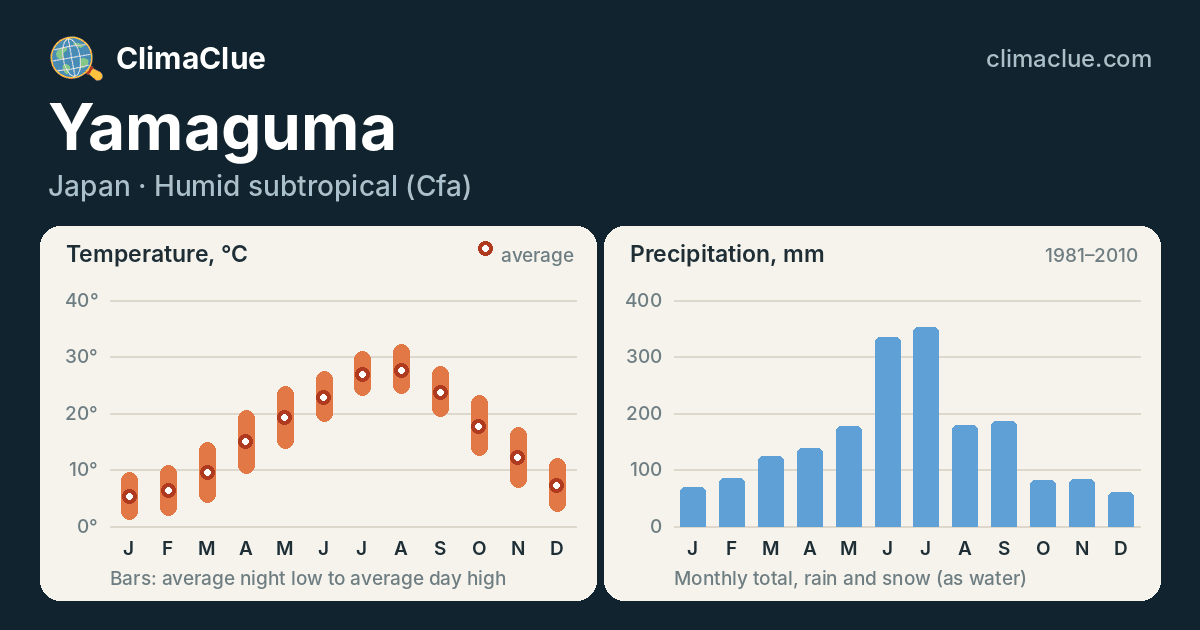 ClimaClue
climaclue.com
Yamaguma
Japan · Humid subtropical (Cfa)
Temperature, °C
average
40°
30°
20°
10°
0°
J F M A M J J A S O N D
Bars: average night low to average day high
Precipitation, mm
1981–2010
400
300
200
100
0
J F M A M J J A S O N D
Monthly total, rain and snow (as water)